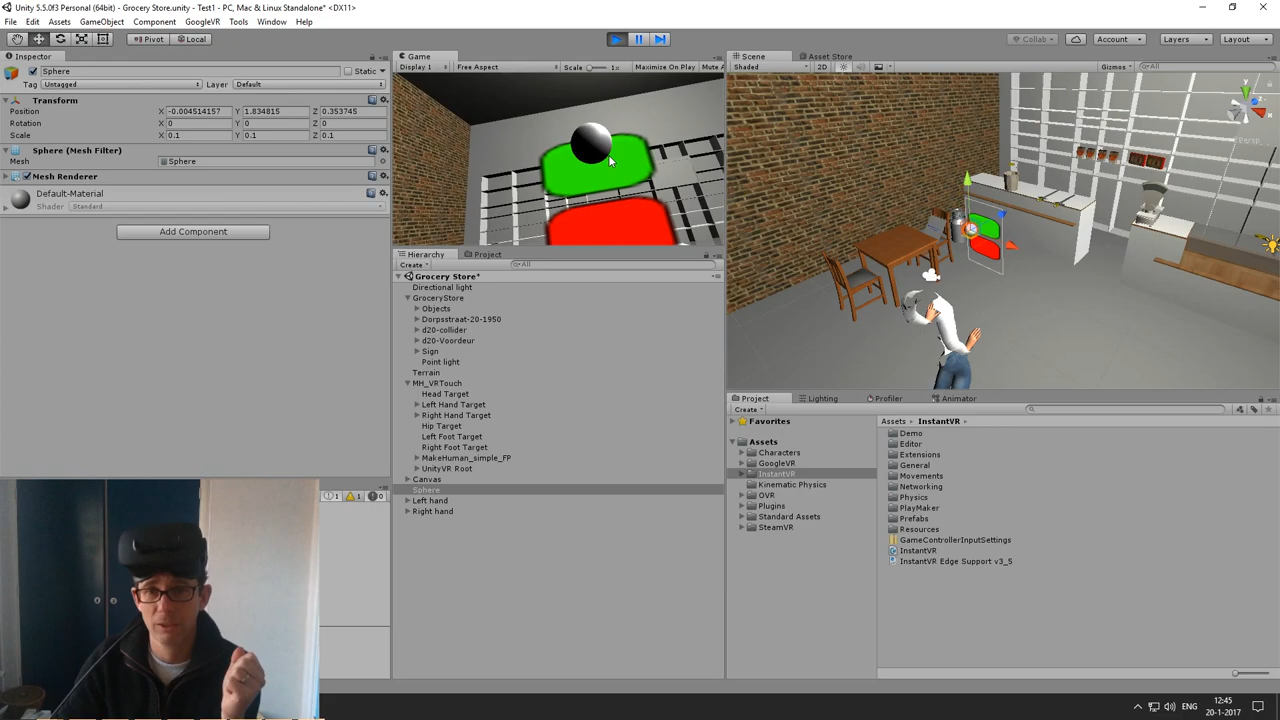 Unity 5.5.0f3 Personal (64bit) - Grocery Store.unity - Test1 - PC, Mac & Linux Standalone* <DX11>
File Edit Assets GameObject Component GoogleVR Tools Window Help
Pivot Local Collab Account Layers Layout
Inspector
Sphere Static
Tag Untagged Layer Default
Transform
Position X -0.004514157 Y 1.834815 Z 0.353745
Rotation X 0 Y 0 Z 0
Scale X 0.1 Y 0.1 Z 0.1
Sphere (Mesh Filter)
Mesh Sphere
Mesh Renderer
Default-Material
Shader Standard
Add Component
1 1 0
Game
Display 1 Free Aspect Scale 1x Maximize On Play Mute A
Hierarchy Project
Create All
Grocery Store*
Directional light
GroceryStore
Objects
Dorpsstraat-20-1950
d20-collider
d20-Voordeur
Sign
Point light
Terrain
MH_VRTouch
Head Target
Left Hand Target
Right Hand Target
Hip Target
Left Foot Target
Right Foot Target
MakeHuman_simple_FP
UnityVR Root
Canvas
Sphere
Left hand
Right hand
Scene Asset Store
Shaded 2D Gizmos All
y
Persp
Project Lighting Profiler Animator
Create
Favorites
Assets
Characters
GoogleVR
InstantVR
Kinematic Physics
OVR
Plugins
Standard Assets
SteamVR
Assets InstantVR
Demo
Editor
Extensions
General
Movements
Networking
Physics
PlayMaker
Prefabs
Resources
GameControllerInputSettings
InstantVR
InstantVR Edge Support v3_5
ENG
12:45
20-1-2017